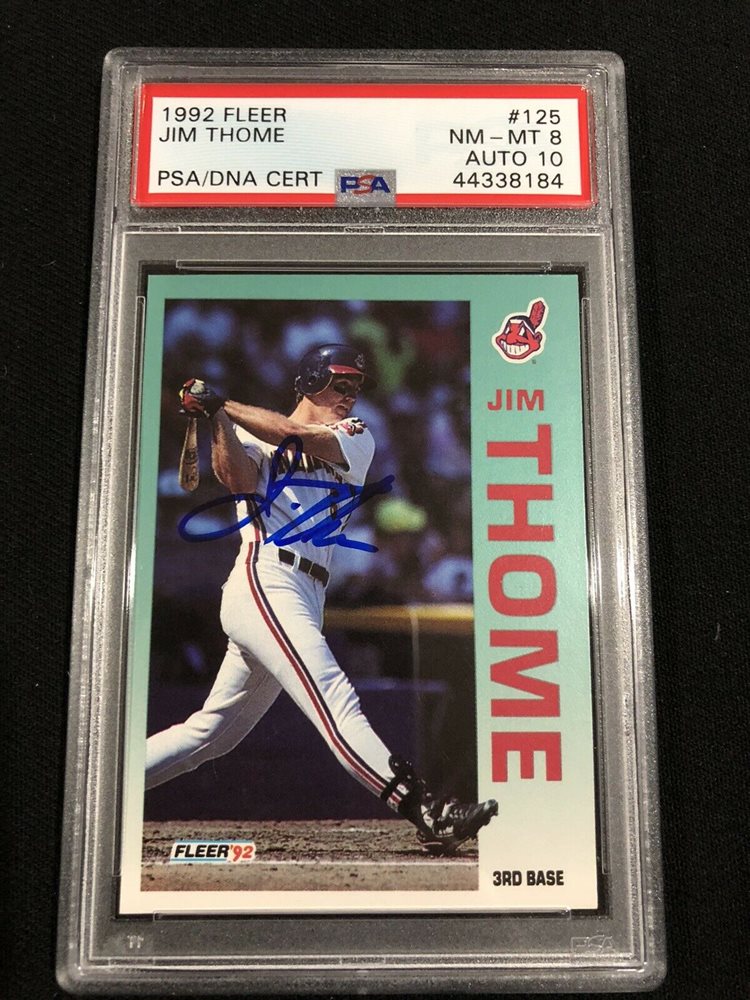 1992 FLEER #125
JIM THOME NM-MT 8
AUTO 10
PSA/DNA CERT PSA 44338184
JIM
THOME
FLEER '92
3RD BASE
PSA